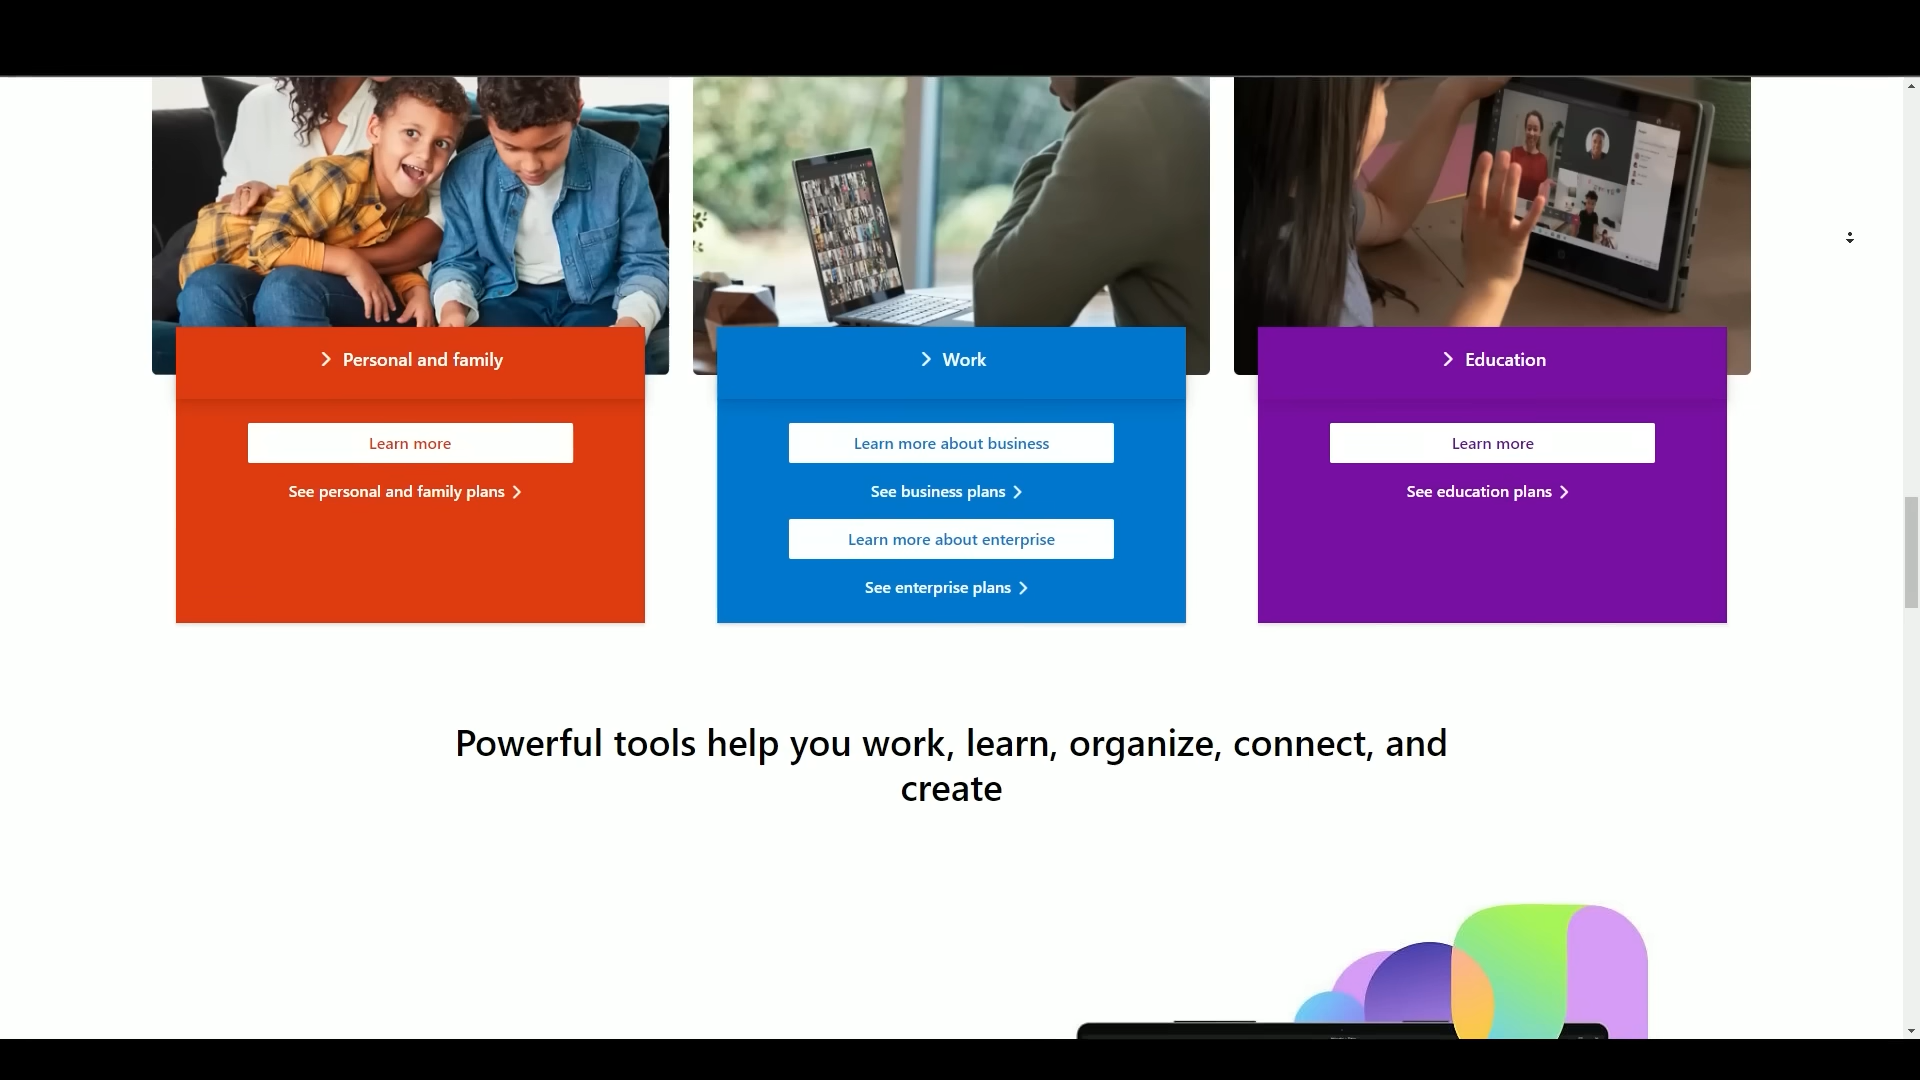 Personal and family
Work
Education
Learn more
Learn more about business
Learn more
See personal and family plans
See business plans
See education plans
Learn more about enterprise
See enterprise plans
Powerful tools help you work, learn, organize, connect, and
create